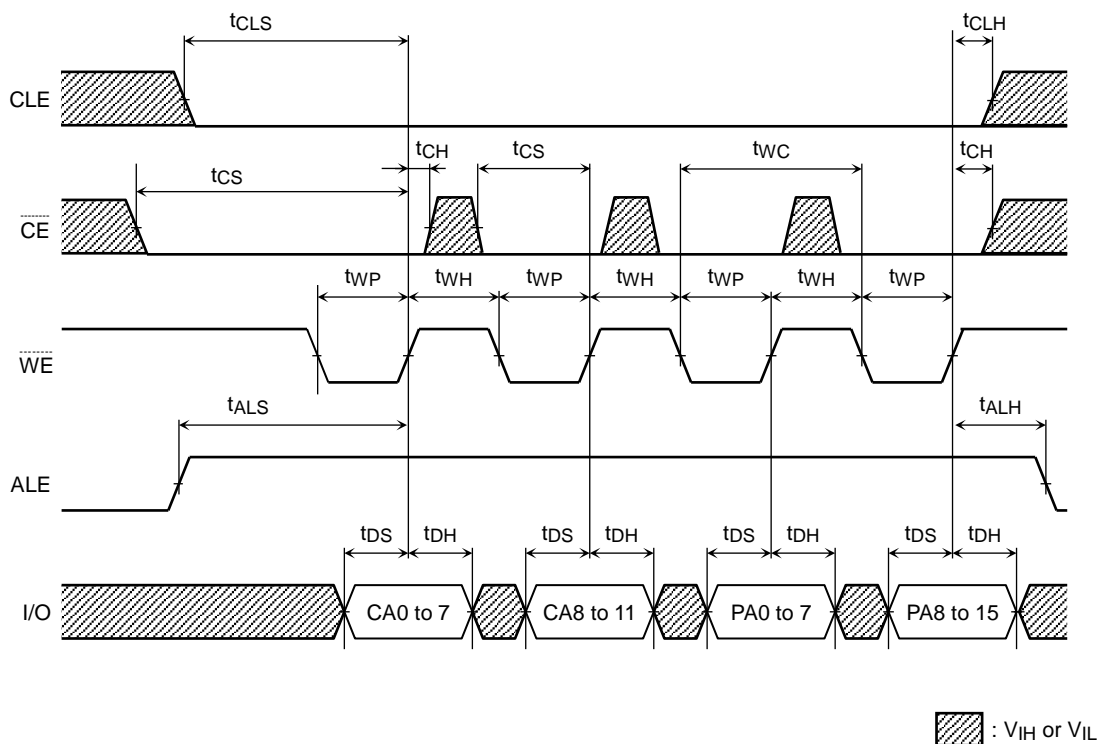 tCLS
tCLH
CLE
tCH
tCS
tWC
tCH
tCS
CE
tWP
tWH
tWP
tWH
tWP
tWH
tWP
WE
tALS
tALH
ALE
tDS
tDH
tDS
tDH
tDS
tDH
tDS
tDH
I/O
CA0 to 7
CA8 to 11
PA0 to 7
PA8 to 15
: VIH or VIL